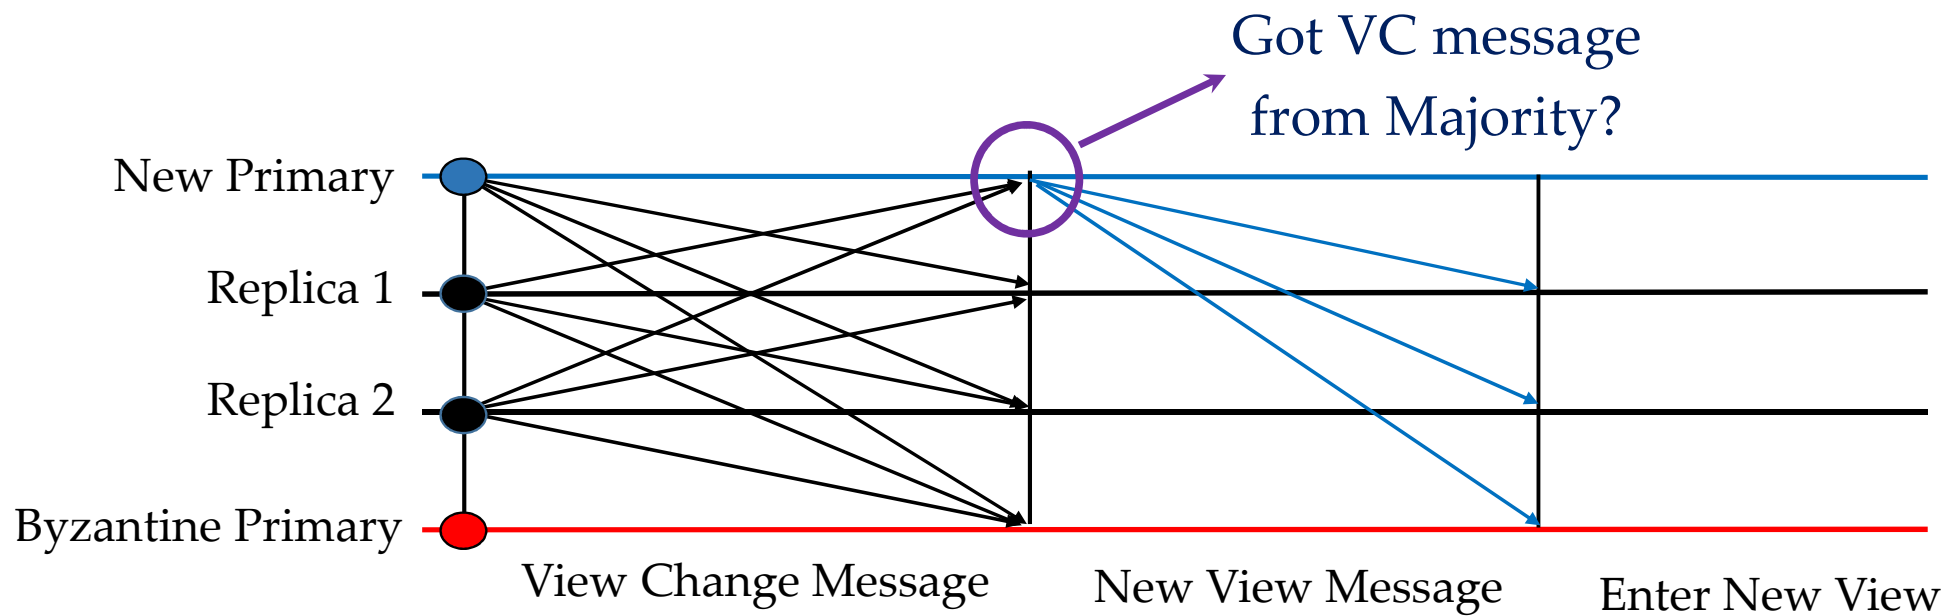 Got VC message
from Majority?
New Primary
Replica 1
Replica 2
Byzantine Primary
View Change Message
New View Message
Enter New View